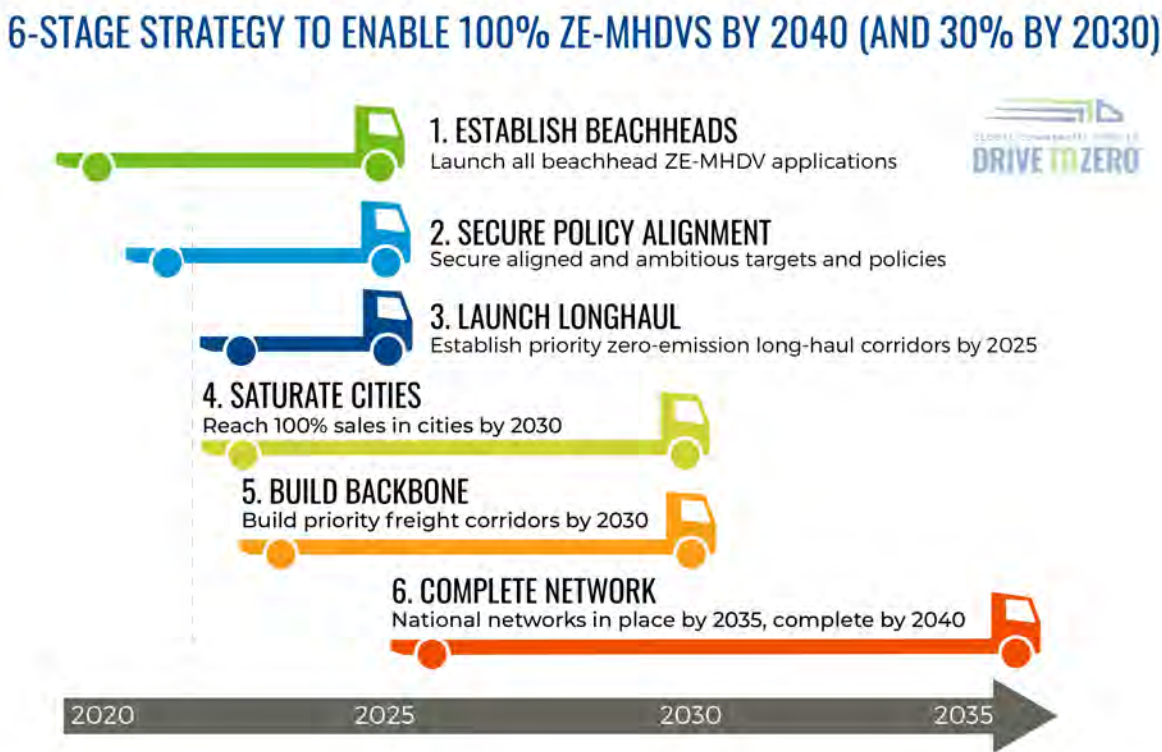 6-STAGE STRATEGY TO ENABLE 100% ZE-MHDVS BY 2040 (AND 30% BY 2030)
DRIVE TO ZERO
1. ESTABLISH BEACHHEADS
Launch all beachhead ZE-MHDV applications
2. SECURE POLICY ALIGNMENT
Secure aligned and ambitious targets and policies
3. LAUNCH LONGHAUL
Establish priority zero-emission long-haul corridors by 2025
4. SATURATE CITIES
Reach 100% sales in cities by 2030
5. BUILD BACKBONE
Build priority freight corridors by 2030
6. COMPLETE NETWORK
National networks in place by 2035, complete by 2040
2020 2025 2030 2035